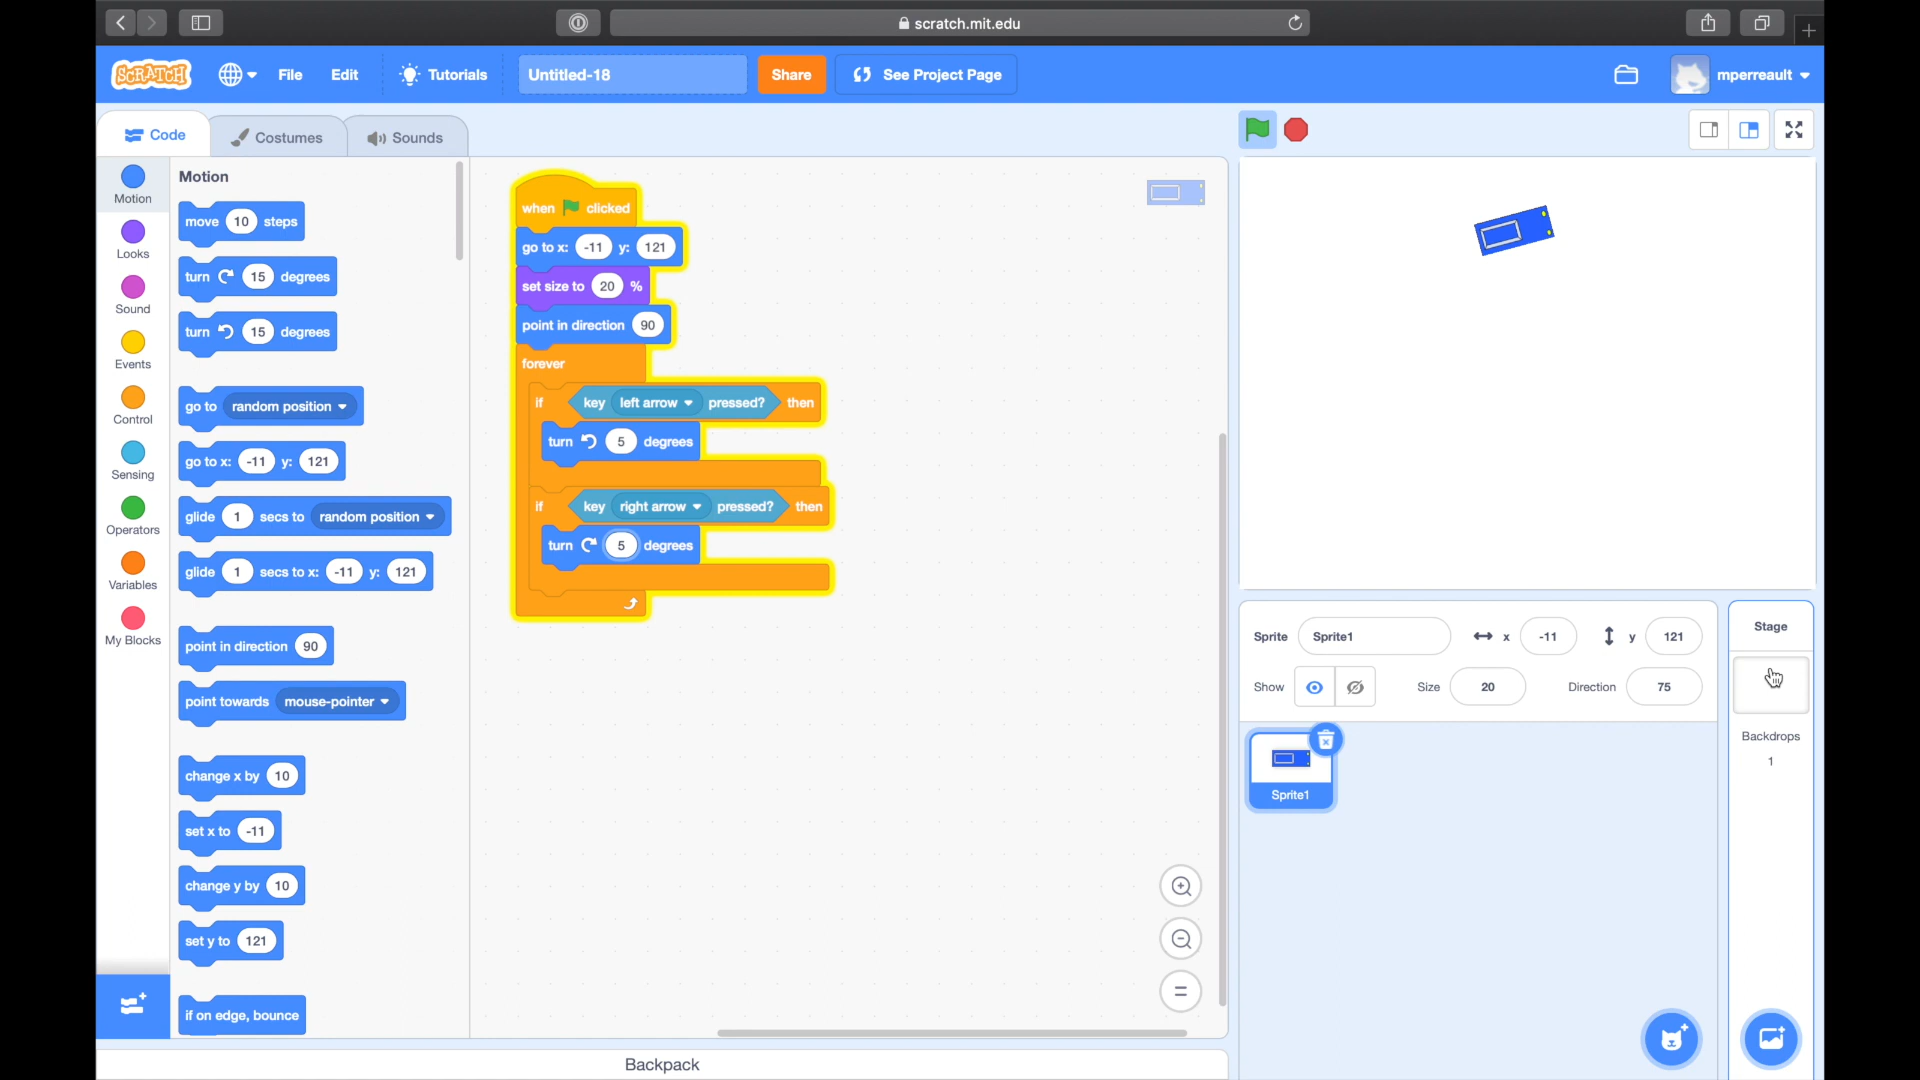 scratch.mit.edu
SCRATCH
File
Edit
Tutorials
Untitled-18
Share
See Project Page
mperreault
Code
Costumes
Sounds
Motion
Looks
Sound
Events
Control
Sensing
Operators
Variables
My Blocks
Motion
move 10 steps
turn 15 degrees
turn 15 degrees
go to random position
go to x: -11 y: 121
glide 1 secs to random position
glide 1 secs to x: -11 y: 121
point in direction 90
point towards mouse-pointer
change x by 10
set x to -11
change y by 10
set y to 121
if on edge, bounce
when clicked
go to x: -11 y: 121
set size to 20 %
point in direction 90
forever
if key left arrow pressed? then
turn 5 degrees
if key right arrow pressed? then
turn 5 degrees
Backpack
Sprite Sprite1 x -11 y 121
Show Size 20 Direction 75
Sprite1
Stage
Backdrops
1